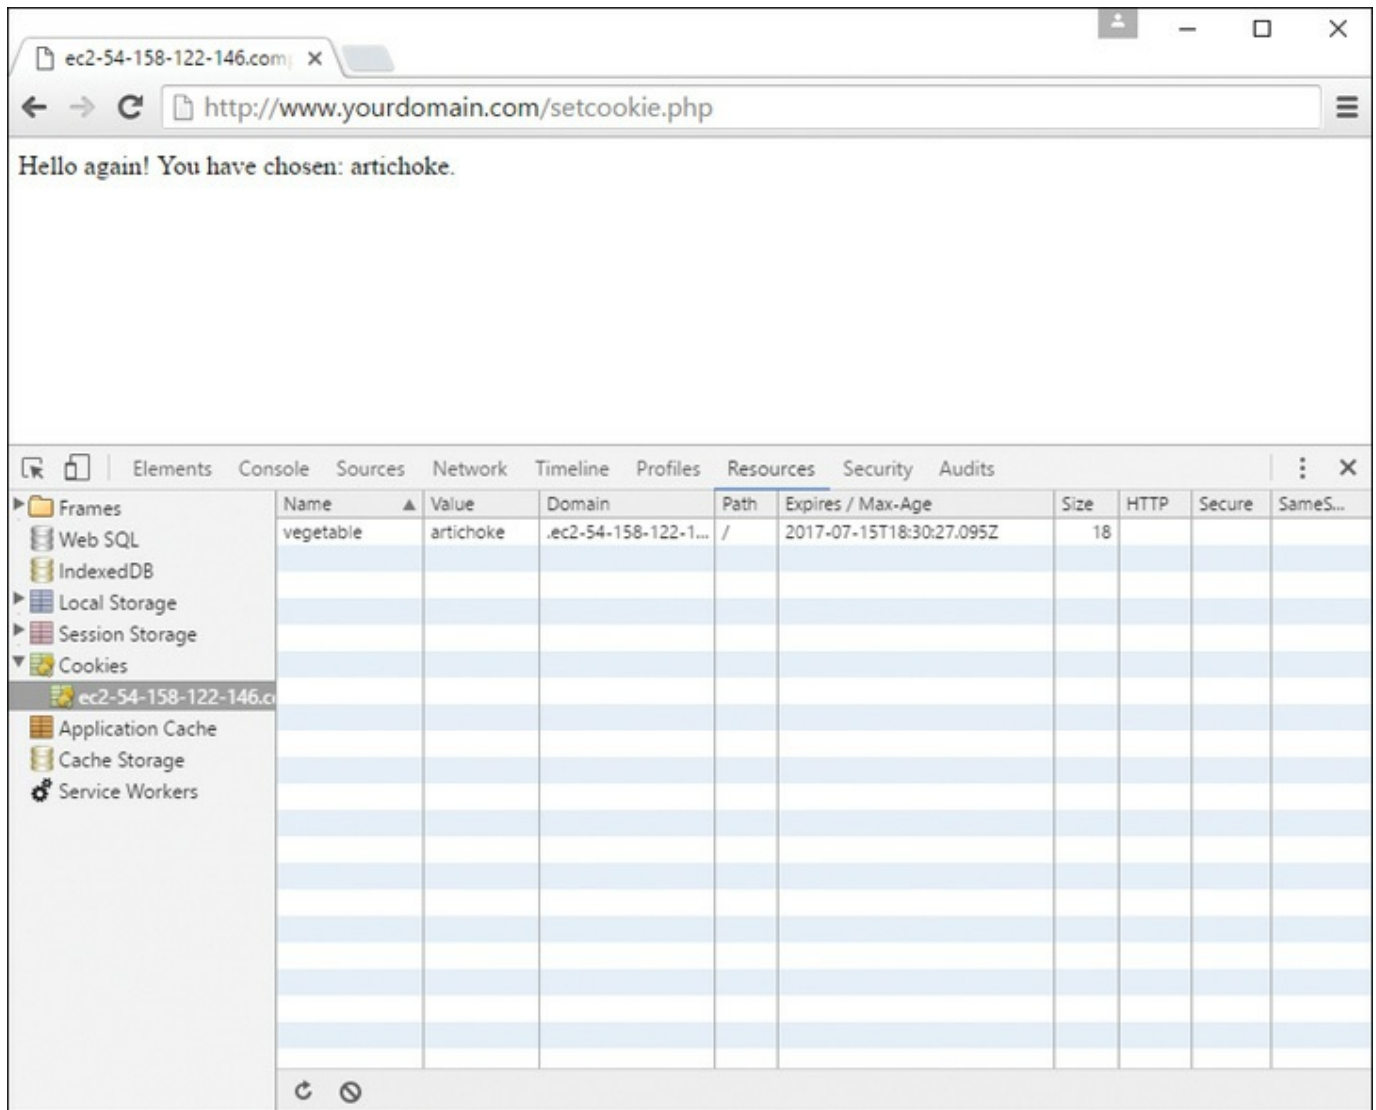 ec2-54-158-122-146.com
http://www.yourdomain.com/setcookie.php
Hello again! You have chosen: artichoke.
Elements Console Sources Network Timeline Profiles Resources Security Audits
Frames
Web SQL
IndexedDB
Local Storage
Session Storage
Cookies
ec2-54-158-122-146.c
Application Cache
Cache Storage
Service Workers
Name Value Domain Path Expires / Max-Age Size HTTP Secure SameS...
vegetable artichoke .ec2-54-158-122-1... / 2017-07-15T18:30:27.095Z 18